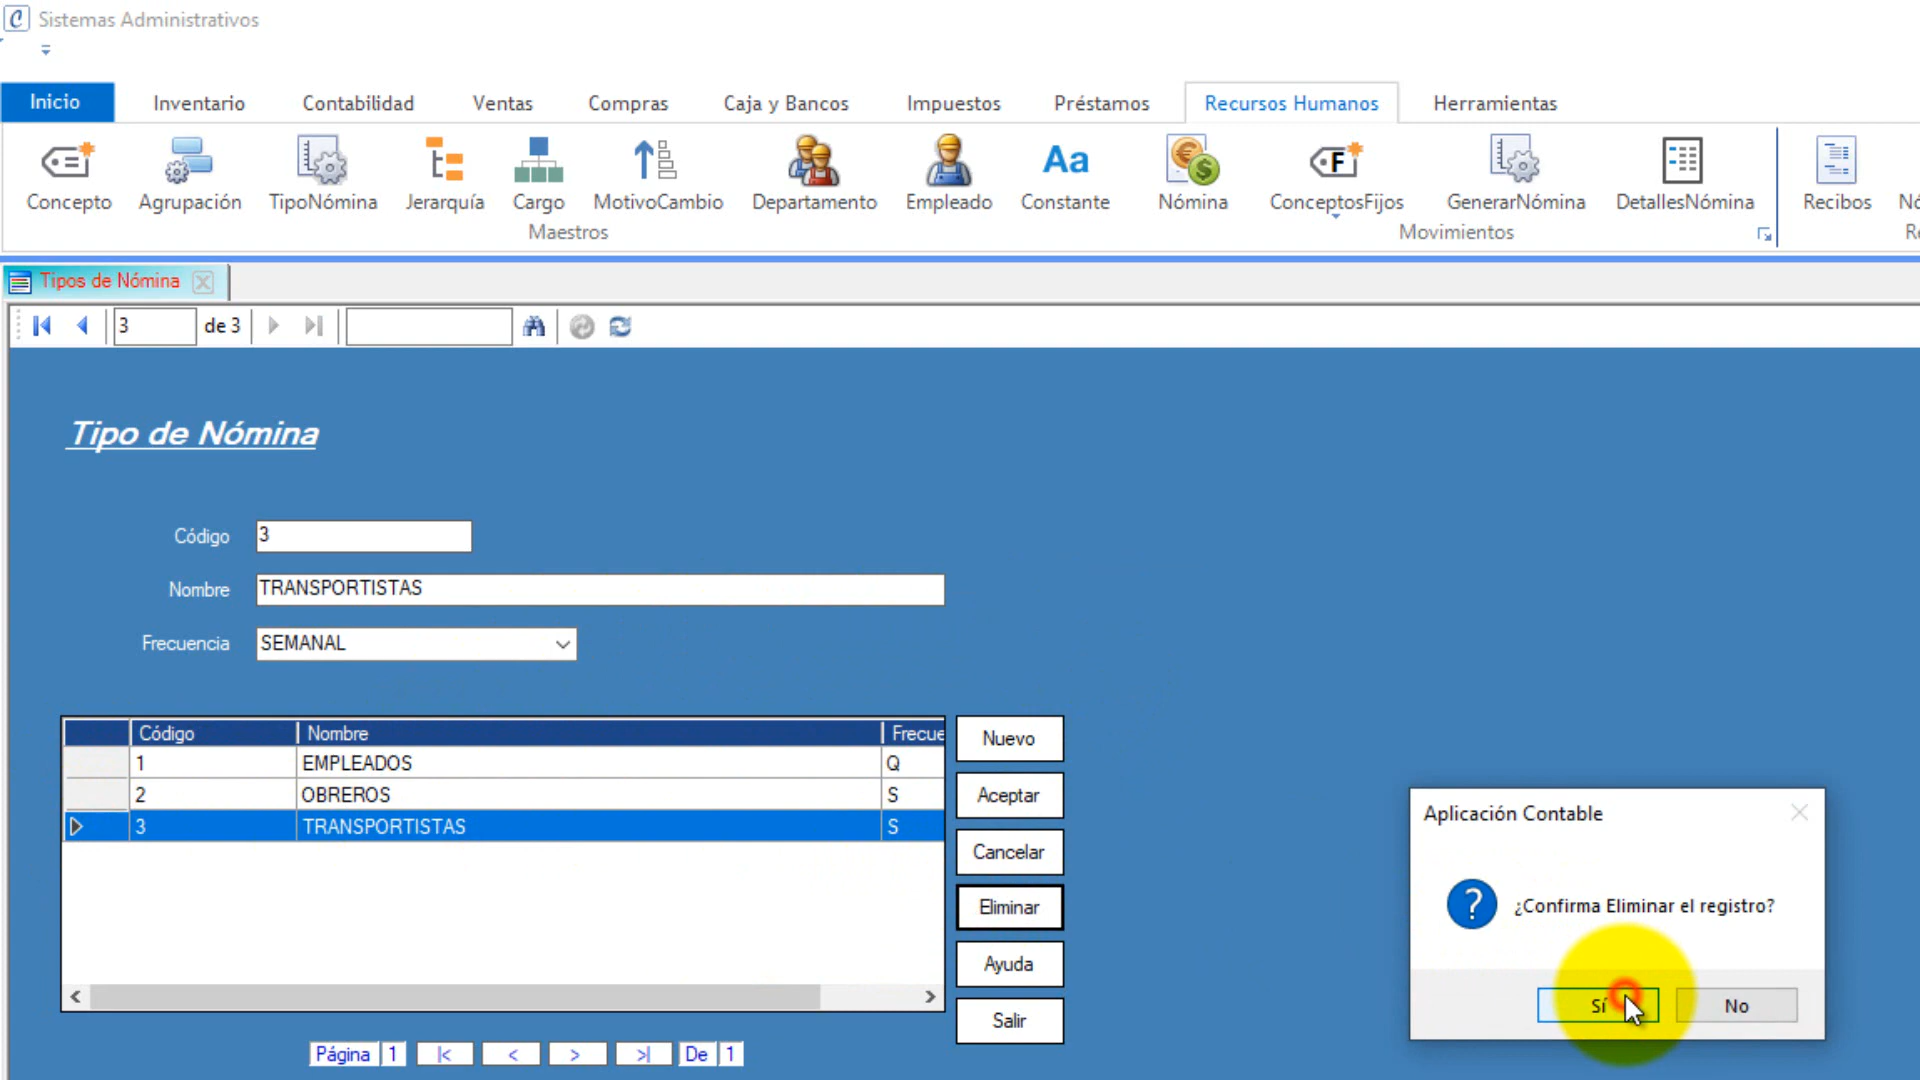 Sistemas Administrativos
Inicio Inventario Contabilidad Ventas Compras Caja y Bancos Impuestos Préstamos Recursos Humanos Herramientas
Concepto Agrupación TipoNómina Jerarquía Cargo MotivoCambio Departamento Empleado Constante Nómina ConceptosFijos GenerarNómina DetallesNómina Recibos
Maestros Movimientos
Tipos de Nómina
3 de 3
Tipo de Nómina
Código 3
Nombre TRANSPORTISTAS
Frecuencia SEMANAL
Código Nombre Frecue
1 EMPLEADOS Q
2 OBREROS S
3 TRANSPORTISTAS S
Nuevo
Aceptar
Cancelar
Eliminar
Ayuda
Salir
Página 1 |< < > >| De 1
Aplicación Contable
¿Confirma Eliminar el registro?
Sí No